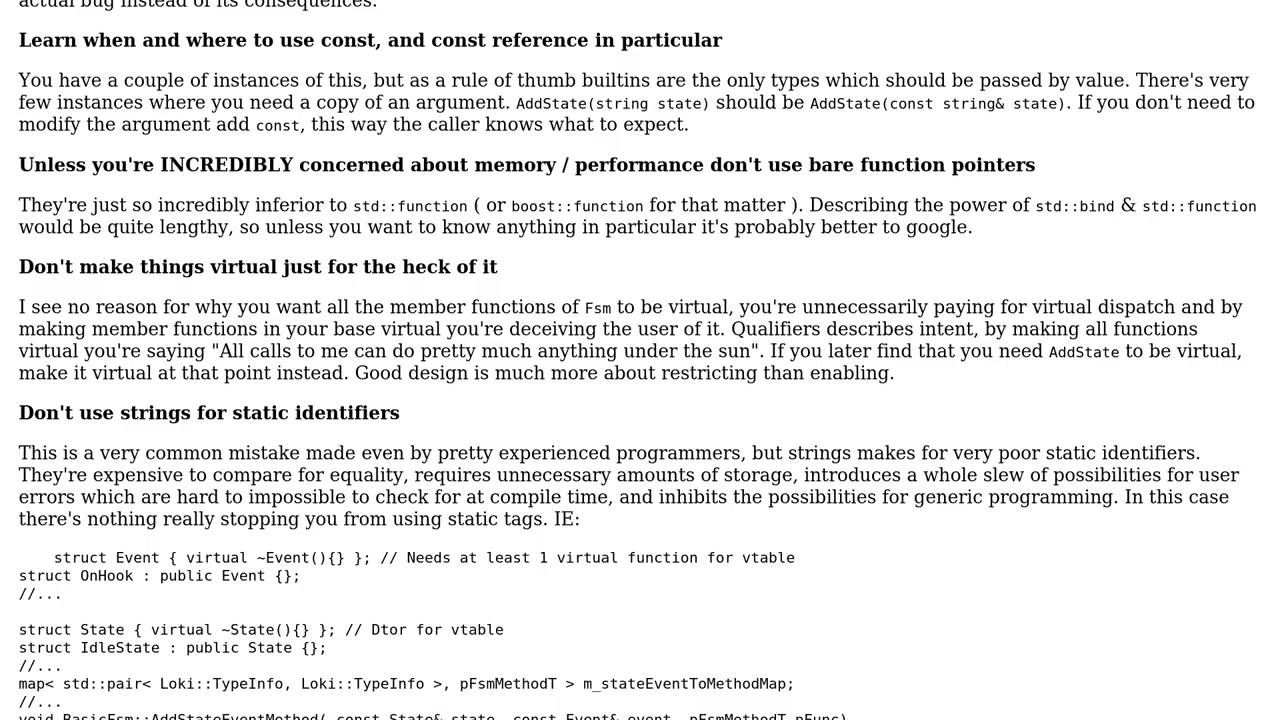 actual bug instead of its consequences.
Learn when and where to use const, and const reference in particular
You have a couple of instances of this, but as a rule of thumb builtins are the only types which should be passed by value. There's very
few instances where you need a copy of an argument. AddState(string state) should be AddState(const string& state). If you don't need to
modify the argument add const, this way the caller knows what to expect.
Unless you're INCREDIBLY concerned about memory / performance don't use bare function pointers
They're just so incredibly inferior to std::function ( or boost::function for that matter ). Describing the power of std::bind & std::function
would be quite lengthy, so unless you want to know anything in particular it's probably better to google.
Don't make things virtual just for the heck of it
I see no reason for why you want all the member functions of Fsm to be virtual, you're unnecessarily paying for virtual dispatch and by
making member functions in your base virtual you're deceiving the user of it. Qualifiers describes intent, by making all functions
virtual you're saying "All calls to me can do pretty much anything under the sun". If you later find that you need AddState to be virtual,
make it virtual at that point instead. Good design is much more about restricting than enabling.
Don't use strings for static identifiers
This is a very common mistake made even by pretty experienced programmers, but strings makes for very poor static identifiers.
They're expensive to compare for equality, requires unnecessary amounts of storage, introduces a whole slew of possibilities for user
errors which are hard to impossible to check for at compile time, and inhibits the possibilities for generic programming. In this case
there's nothing really stopping you from using static tags. IE:
struct Event { virtual ~Event(){} }; // Needs at least 1 virtual function for vtable
struct OnHook : public Event {};
//...
struct State { virtual ~State(){} }; // Dtor for vtable
struct IdleState : public State {};
//...
map< std::pair< Loki::TypeInfo, Loki::TypeInfo >, pFsmMethodT > m_stateEventToMethodMap;
//...
void BasicFsm::AddStateEventMethod( const State& state, const Event& event, pFsmMethodT pFunc)